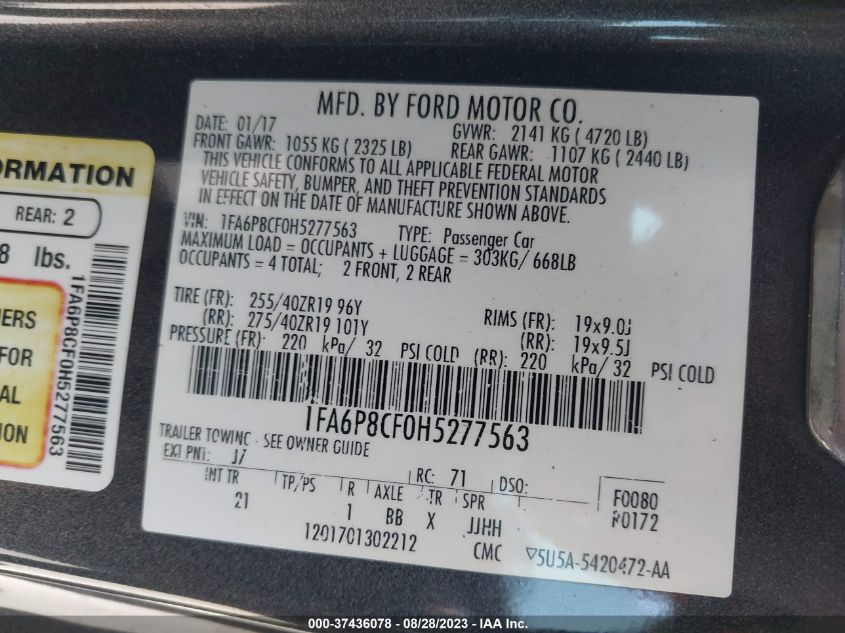 MFD. BY FORD MOTOR CO.
DATE: 01/17 GVWR: 2141 KG ( 4720 LB)
FRONT GAWR: 1055 KG ( 2325 LB) REAR GAWR: 1107 KG ( 2440 LB)
THIS VEHICLE CONFORMS TO ALL APPLICABLE FEDERAL MOTOR
VEHICLE SAFETY, BUMPER, AND THEFT PREVENTION STANDARDS
IN EFFECT ON THE DATE OF MANUFACTURE SHOWN ABOVE.
VIN: 1FA6P8CF0H5277563 TYPE: Passenger Car
MAXIMUM LOAD = OCCUPANTS + LUGGAGE = 303KG/ 668LB
OCCUPANTS = 4 TOTAL; 2 FRONT, 2 REAR
TIRE (FR): 255/40ZR19 96Y RIMS (FR): 19x9.0J
(RR): 275/40ZR19 101Y (RR): 19x9.5J
PRESSURE (FR): 220 kPa/ 32 PSI COLD (RR): 220 kPa/ 32 PSI COLD
1FA6P8CF0H5277563
TRAILER TOWING - SEE OWNER GUIDE
EXT PNT: J7 RC: 71 DSO: F0080
INT TR TP/PS R AXLE TR SPR R0172
21 1 BB X JJHH
1201701302212 CMC ▽5U5A-5420472-AA
ORMATION
REAR: 2
8 lbs.
1FA6P8CF0H5277563
ERS
FOR
AL
ION
000-37436078 - 08/28/2023 - IAA Inc.